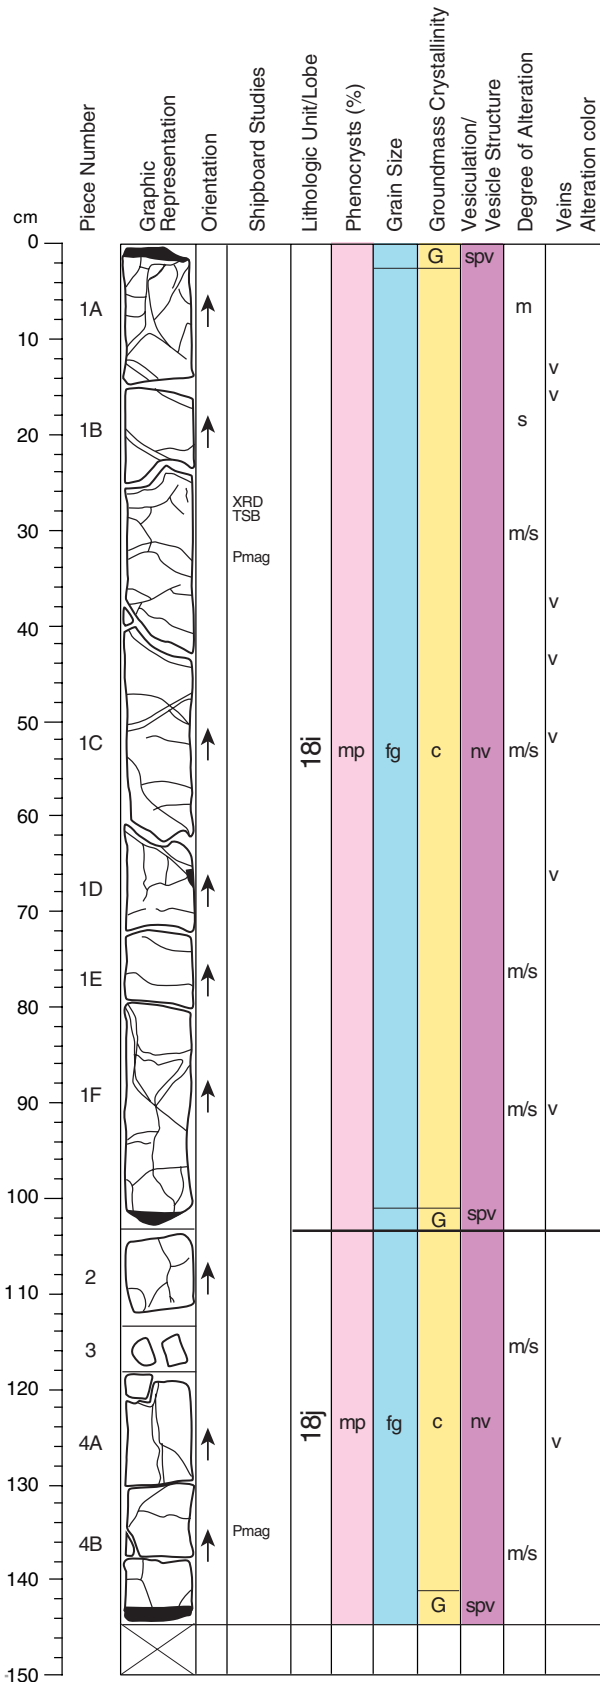 cm
Piece Number
Graphic
Representation
Orientation
Shipboard Studies
Lithologic Unit/Lobe
Phenocrysts (%)
Grain Size
Groundmass Crystallinity
Vesiculation/
Vesicle Structure
Degree of Alteration
Veins
Alteration color
0
G spv
1A
m
10
v
v
1B
s
20
XRD
TSB
30
m/s
Pmag
v
40
v
50
v
1C
18i
mp
fg
c
nv
m/s
60
v
1D
70
m/s
1E
80
1F
m/s
v
90
100
G spv
2
110
3
m/s
120
18j
mp
fg
c
nv
4A
v
130
Pmag
4B
m/s
140
G spv
150